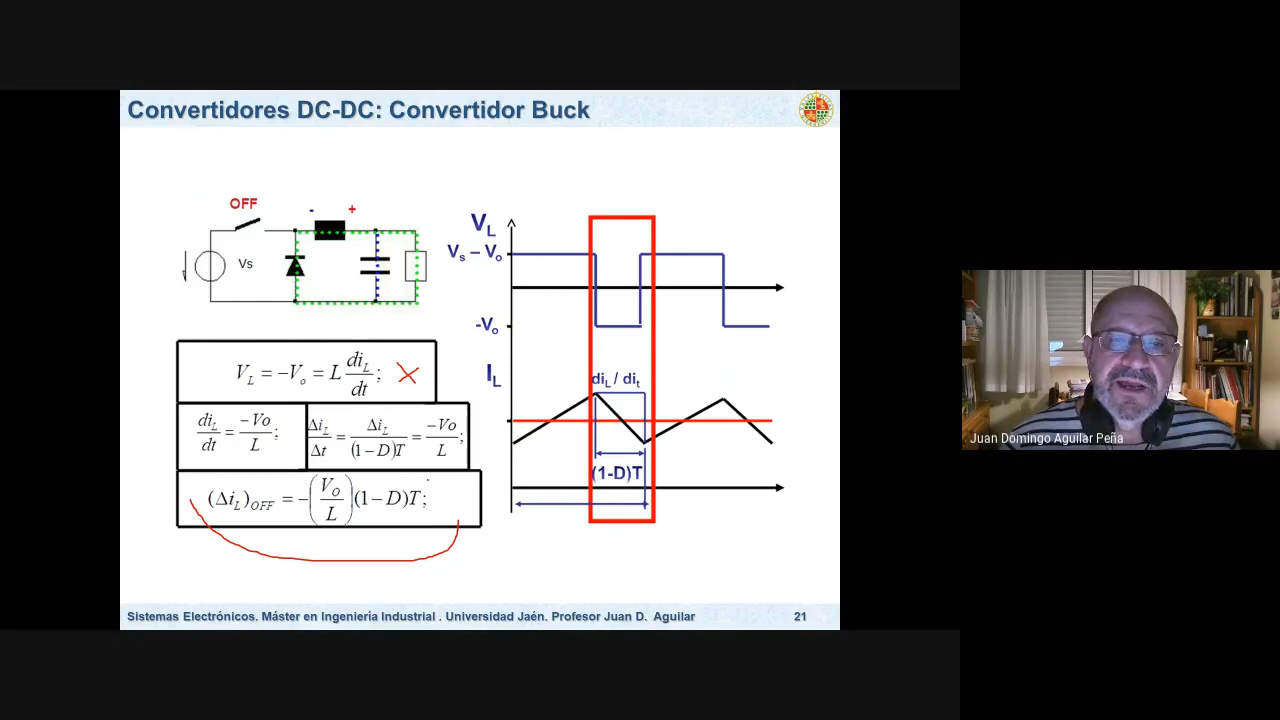 Convertidores DC-DC: Convertidor Buck
OFF
- +
Vs
V_L
V_s – V_o
-V_o
I_L
di_L / di_t
(1-D)T
V_L = -V_o = L di_L/dt ;
di_L/dt = -Vo/L ;
Δi_L/Δt = Δi_L/(1-D)T = -Vo/L ;
(Δi_L)_OFF = -(V_O/L)(1-D)T;
Sistemas Electrónicos. Máster en Ingeniería Industrial . Universidad Jaén. Profesor Juan D. Aguilar 21
Juan Domingo Aguilar Peña